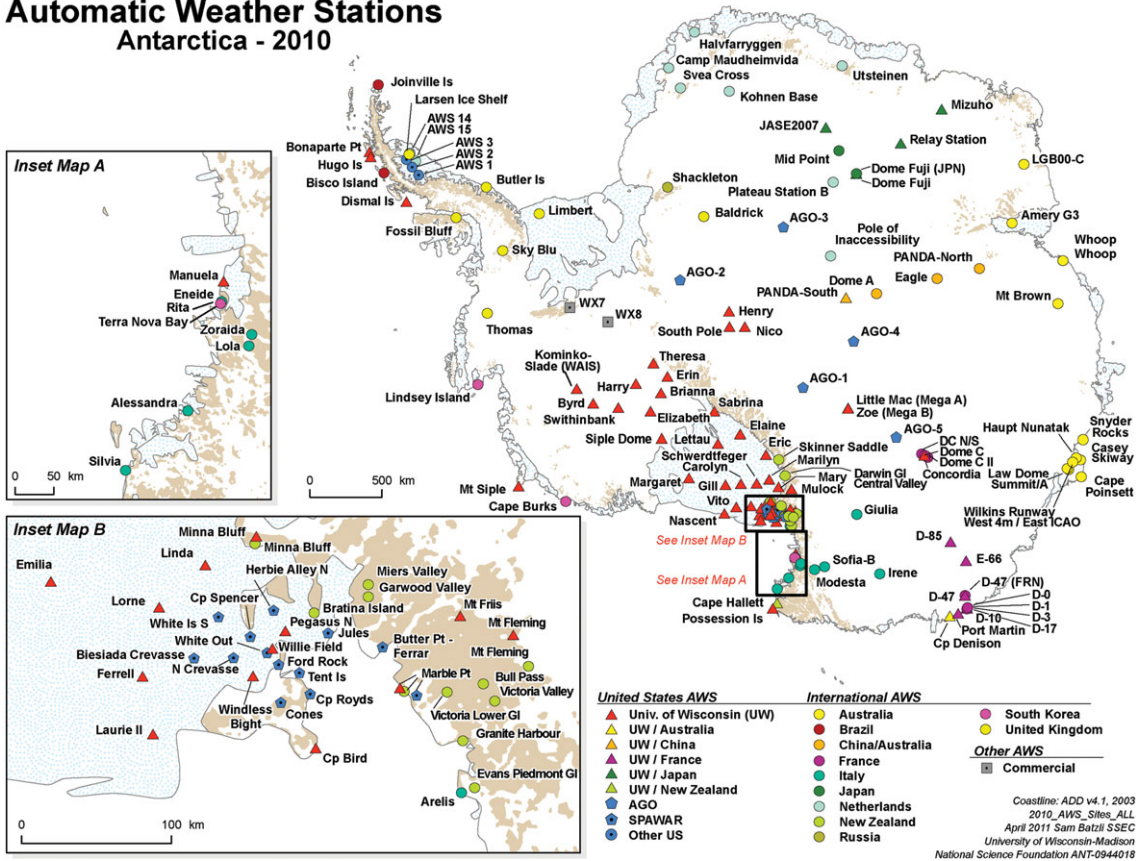 Automatic Weather Stations
Antarctica - 2010
Halvfarryggen
Camp Maudheimvida
Svea Cross
Utsteinen
Kohnen Base
Mizuho
JASE2007
Relay Station
Mid Point
Dome Fuji (JPN)
Dome Fuji
LGB00-C
Shackleton
Plateau Station B
Baldrick
AGO-3
Amery G3
Pole of
Inaccessibility
Whoop
Whoop
PANDA-North
Eagle
Dome A
PANDA-South
Mt Brown
AGO-2
Joinville Is
Larsen Ice Shelf
AWS 14
AWS 15
AWS 3
AWS 2
AWS 1
Bonaparte Pt
Hugo Is
Bisco Island
Dismal Is
Butler Is
Limbert
Fossil Bluff
Sky Blu
WX7
WX8
Thomas
Henry
South Pole
Nico
AGO-4
Kominko-
Slade (WAIS)
Theresa
Erin
Harry
Brianna
Lindsey Island
Byrd
Swithinbank
Elizabeth
Sabrina
AGO-1
Little Mac (Mega A)
Zoe (Mega B)
Siple Dome
Lettau
Elaine
Eric
AGO-5
DC N/S
Dome C
Dome C II
Concordia
Haupt Nunatak
Snyder
Rocks
Casey
Skiway
Schwerdtfeger
Carolyn
Skinner Saddle
Marilyn
Law Dome
Summit/A
Cape
Poinsett
Margaret
Gill
Mary
Mulock
Darwin Gl
Central Valley
0
500 km
Mt Siple
Cape Burks
Vito
Nascent
Giulia
Wilkins Runway
West 4m / East ICAO
See Inset Map B
D-85
E-66
See Inset Map A
Sofia-B
Modesta
Irene
D-47 (FRN)
D-47
D-0
D-1
D-3
D-10
D-17
Port Martin
Cp Denison
Cape Hallett
Possession Is
Inset Map A
Manuela
Eneide
Rita
Terra Nova Bay
Zoraida
Lola
Alessandra
Silvia
0
50 km
Inset Map B
Minna Bluff
Minna Bluff
Linda
Emilia
Herbie Alley N
Miers Valley
Garwood Valley
Cp Spencer
Lorne
Bratina Island
Mt Friis
White Is S
Pegasus N
Jules
Mt Fleming
White Out
Willie Field
Butter Pt -
Ferrar
Mt Fleming
Biesiada Crevasse
N Crevasse
Ford Rock
Ferrell
Tent Is
Marble Pt
Bull Pass
Victoria Valley
Cp Royds
Windless
Bight
Cones
Victoria Lower Gl
Laurie II
Granite Harbour
Cp Bird
Evans Piedmont Gl
Arelis
0
100 km
United States AWS
Univ. of Wisconsin (UW)
UW / Australia
UW / China
UW / France
UW / Japan
UW / New Zealand
AGO
SPAWAR
Other US
International AWS
Australia
Brazil
China/Australia
France
Italy
Japan
Netherlands
New Zealand
Russia
South Korea
United Kingdom
Other AWS
Commercial
Coastline: ADD v4.1, 2003
2010_AWS_Sites_ALL
April 2011 Sam Batzli SSEC
University of Wisconsin-Madison
National Science Foundation ANT-0944018